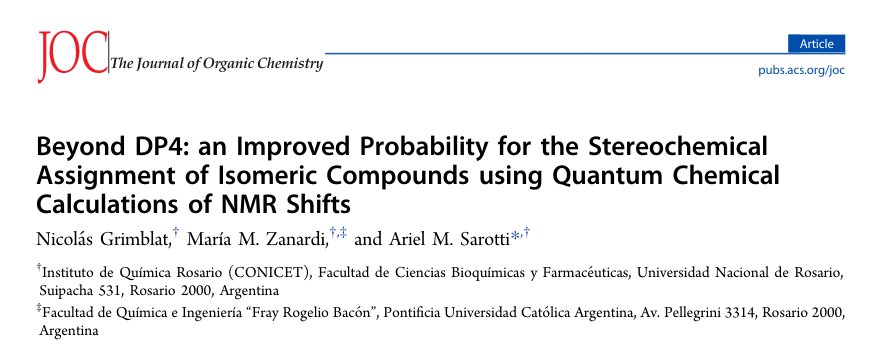 JOC The Journal of Organic Chemistry
Article
pubs.acs.org/joc
Beyond DP4: an Improved Probability for the Stereochemical
Assignment of Isomeric Compounds using Quantum Chemical
Calculations of NMR Shifts
Nicolás Grimblat,† María M. Zanardi,†,‡ and Ariel M. Sarotti*,†
†Instituto de Química Rosario (CONICET), Facultad de Ciencias Bioquímicas y Farmacéuticas, Universidad Nacional de Rosario,
Suipacha 531, Rosario 2000, Argentina
‡Facultad de Química e Ingeniería “Fray Rogelio Bacón”, Pontificia Universidad Católica Argentina, Av. Pellegrini 3314, Rosario 2000,
Argentina